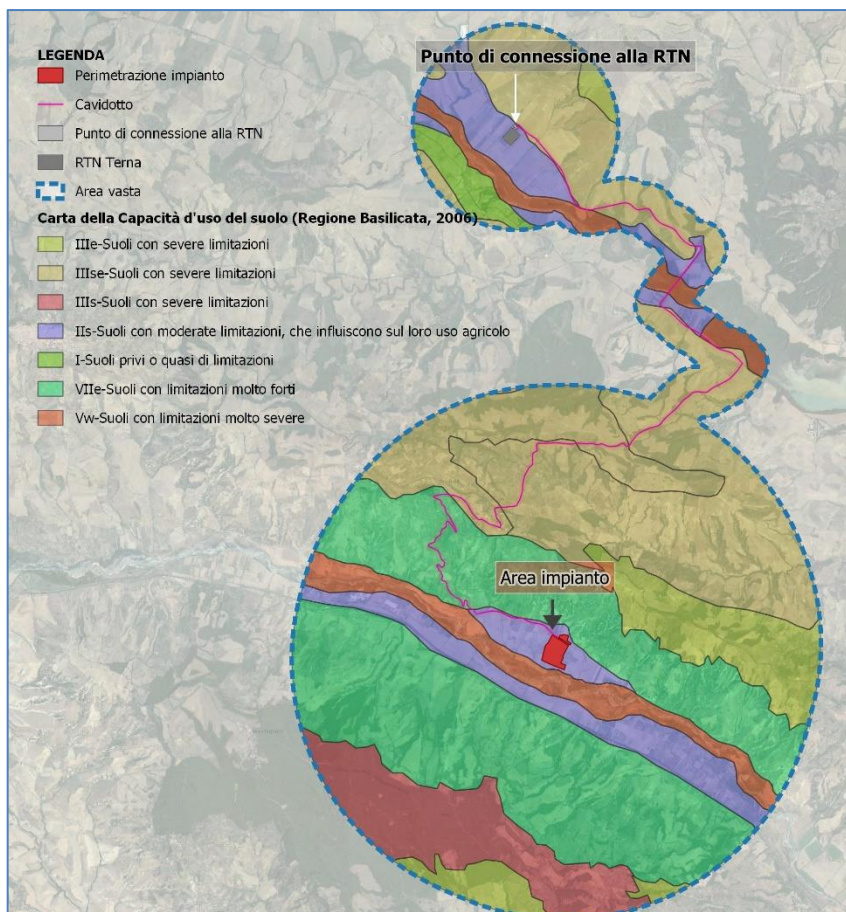 LEGENDA
Perimetrazione impianto
Cavidotto
Punto di connessione alla RTN
RTN Terna
Area vasta
Carta della Capacità d'uso del suolo (Regione Basilicata, 2006)
IIIe-Suoli con severe limitazioni
IIIse-Suoli con severe limitazioni
IIIs-Suoli con severe limitazioni
IIs-Suoli con moderate limitazioni, che influiscono sul loro uso agricolo
I-Suoli privi o quasi di limitazioni
VIIe-Suoli con limitazioni molto forti
Vw-Suoli con limitazioni molto severe
Punto di connessione alla RTN
Area impianto